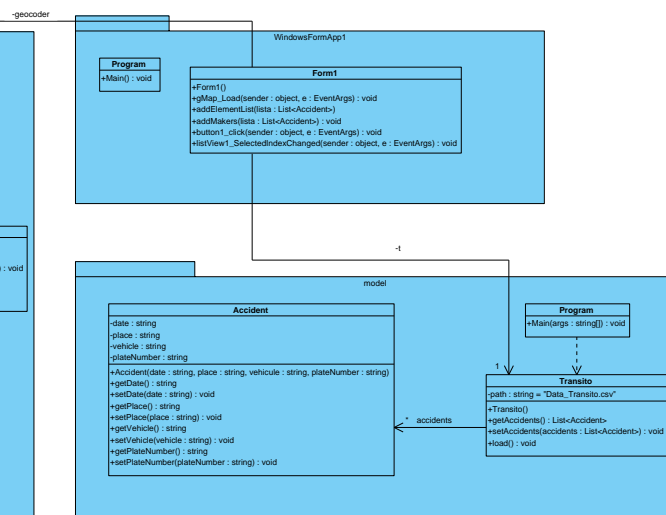 -geocoder
WindowsFormApp1
Program
+Main() : void
Form1
+Form1()
+gMap_Load(sender : object, e : EventArgs) : void
+addElementList(lista : List<Accident>)
+addMakers(lista : List<Accident>) : void
+button1_click(sender : object, e : EventArgs) : void
+listView1_SelectedIndexChanged(sender : object, e : EventArgs) : void
) : void
-t
model
Accident
-date : string
-place : string
-vehicle : string
-plateNumber : string
+Accident(date : string, place : string, vehicule : string, plateNumber : string)
+getDate() : string
+setDate(date : string) : void
+getPlace() : string
+setPlace(place : string) : void
+getVehicle() : string
+setVehicle(vehicle : string) : void
+getPlateNumber() : string
+setPlateNumber(plateNumber : string) : void
Program
+Main(args : string[]) : void
1
* accidents
Transito
-path : string = "Data_Transito.csv"
+Transito()
+getAccidents() : List<Accident>
+setAccidents(accidents : List<Accident>) : void
+load() : void